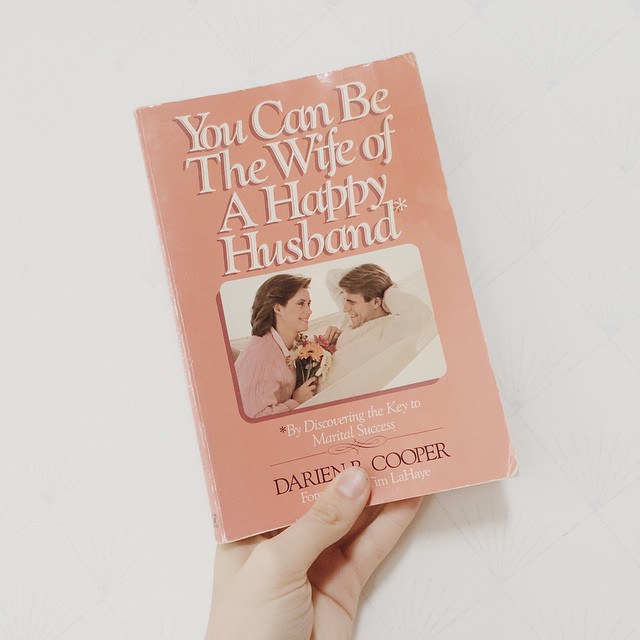 You Can Be
The Wife of
A Happy
Husband*
*By Discovering the Key to
Marital Success
DARIEN B. COOPER
Tim LaHaye